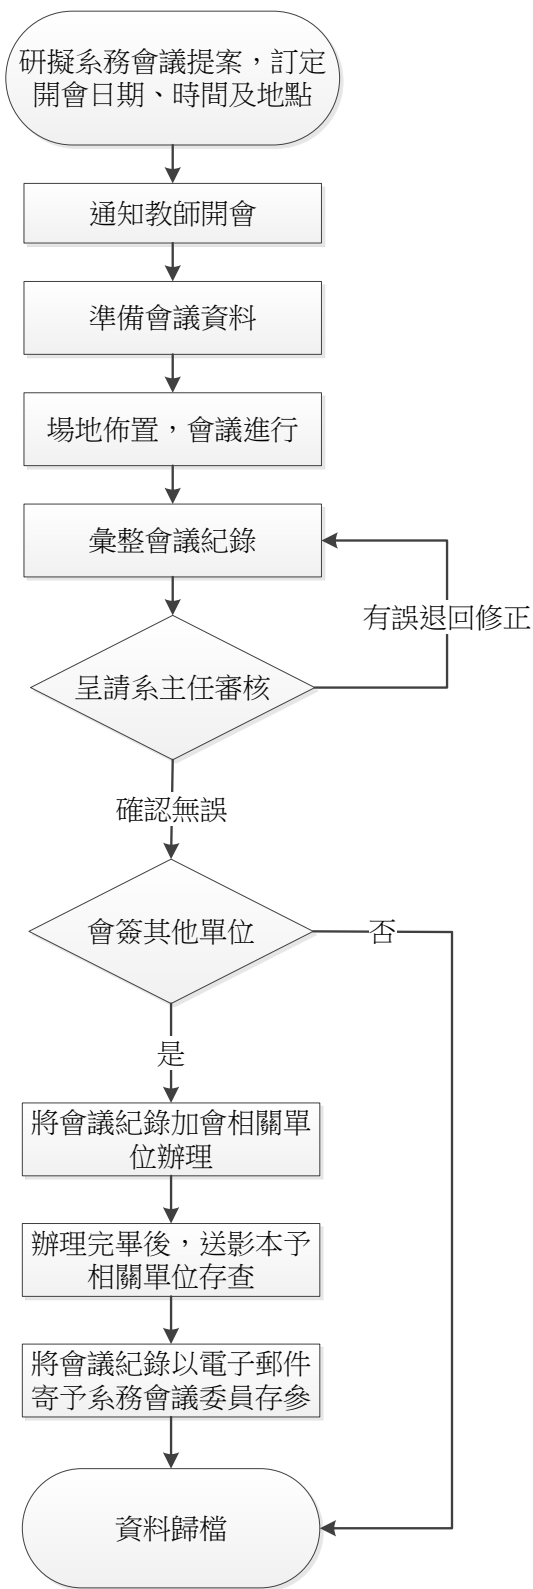 研擬系務會議提案，訂定
開會日期、時間及地點
通知教師開會
準備會議資料
場地佈置，會議進行
彙整會議紀錄
有誤退回修正
呈請系主任審核
確認無誤
會簽其他單位
否
是
將會議紀錄加會相關單
位辦理
辦理完畢後，送影本予
相關單位存查
將會議紀錄以電子郵件
寄予系務會議委員存參
資料歸檔